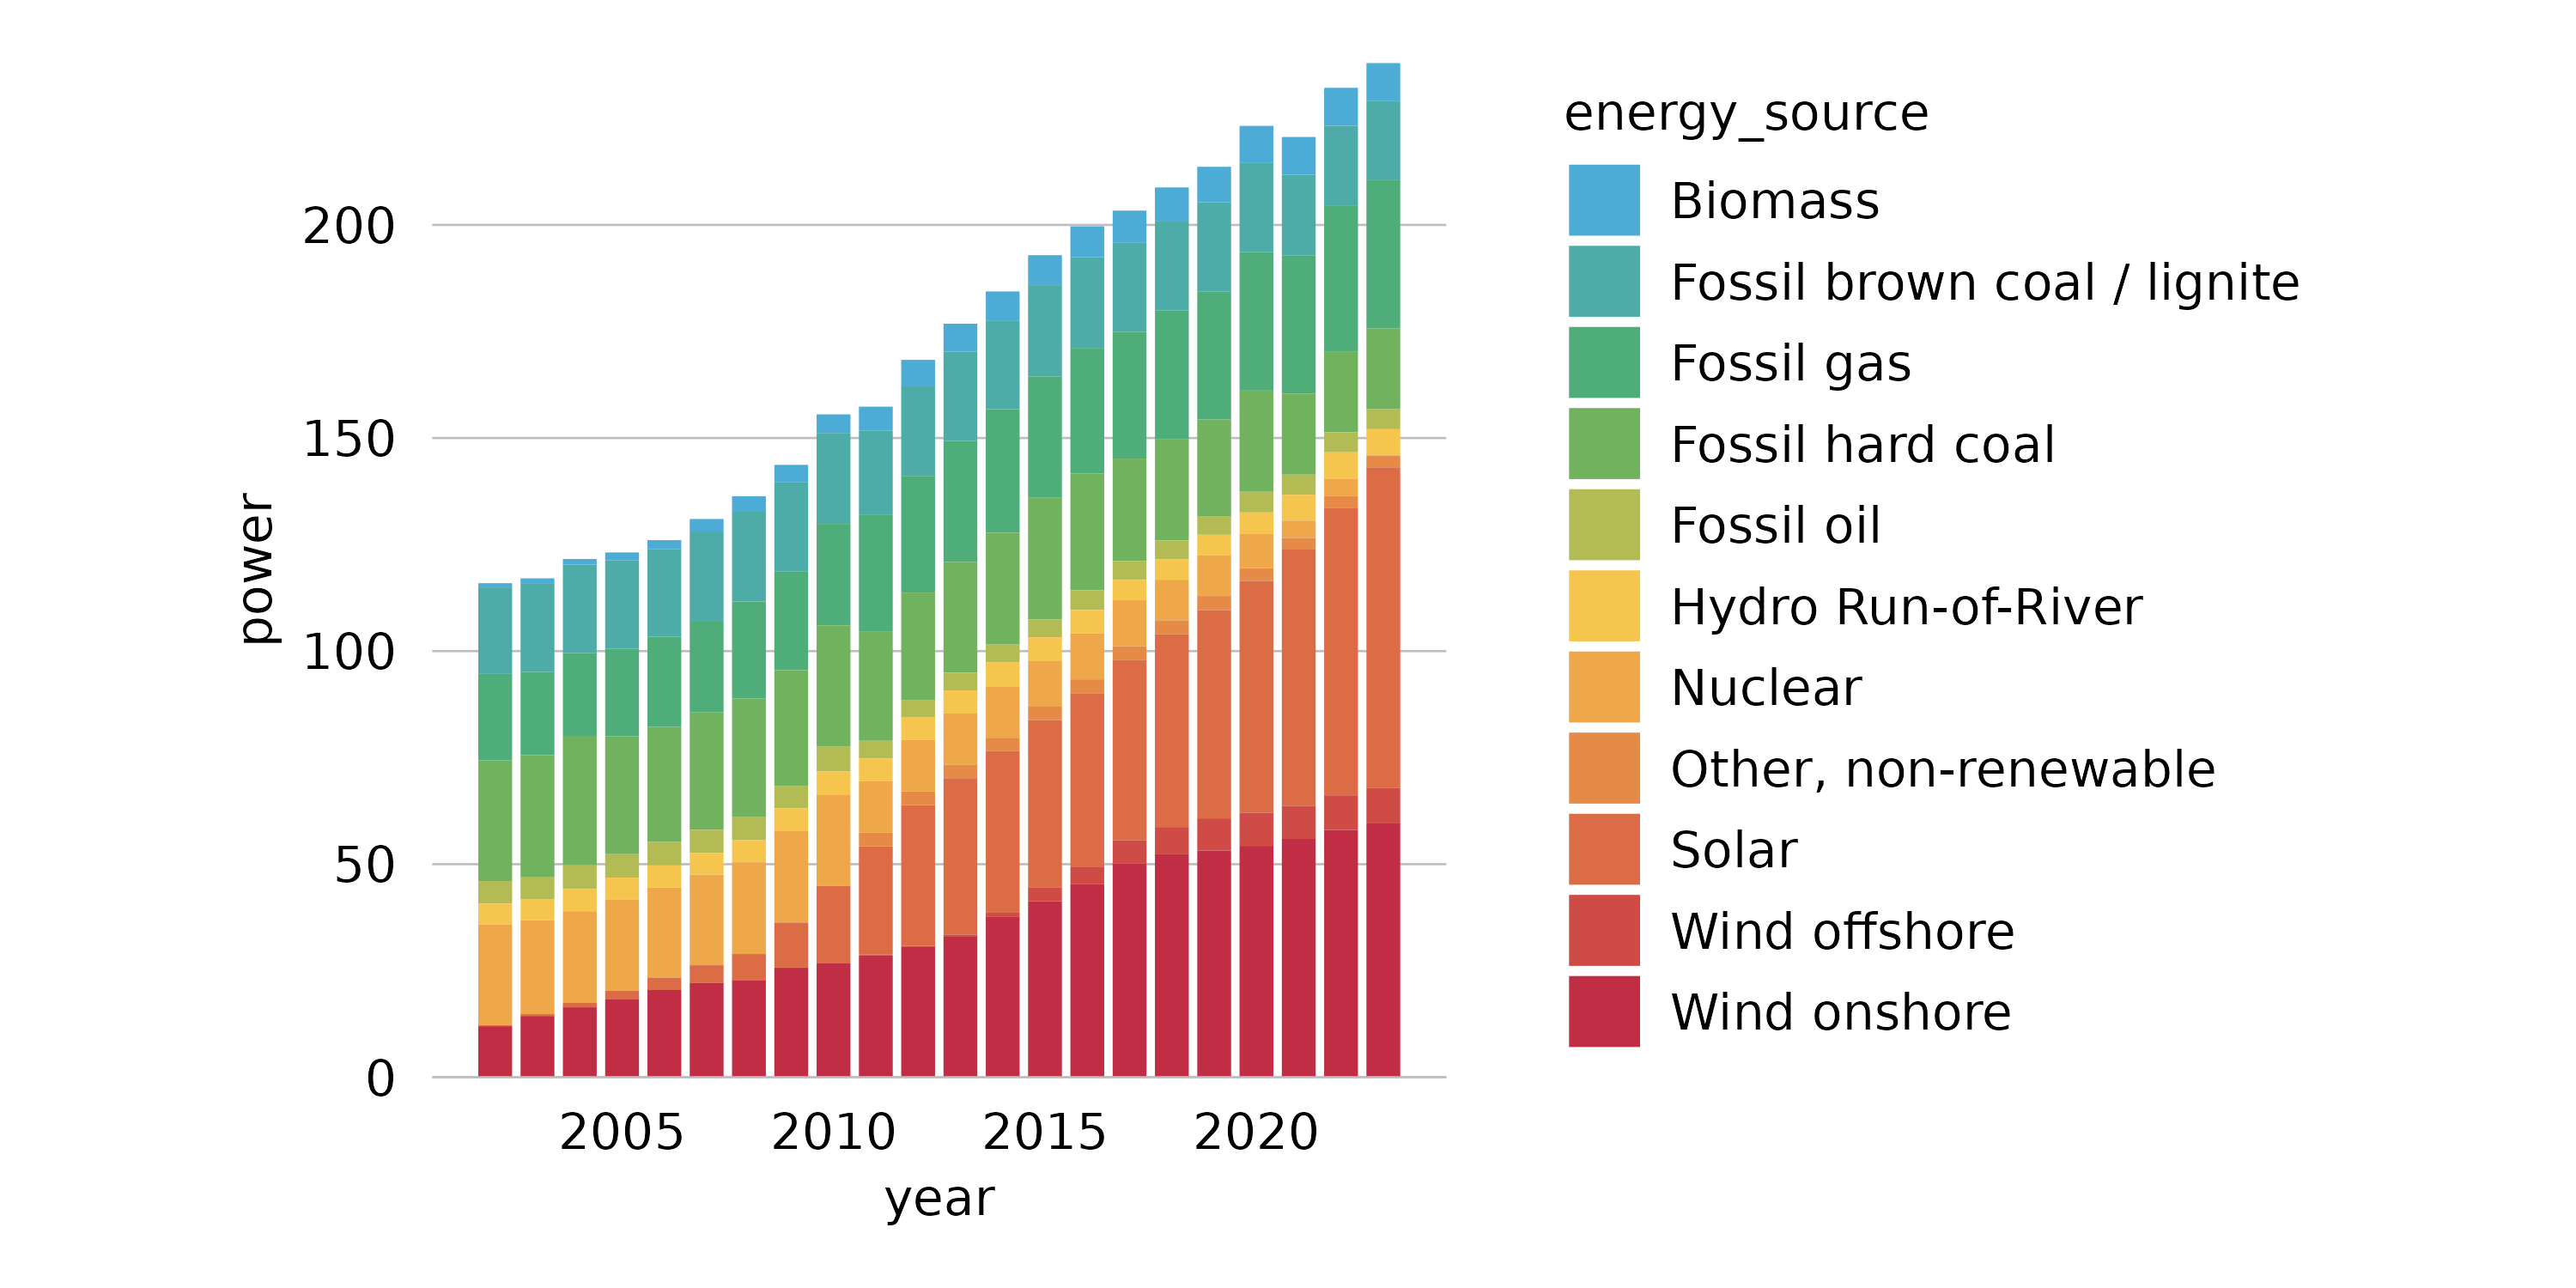 power
200
150
100
50
0
2005
2010
2015
2020
year
energy_source
Biomass
Fossil brown coal / lignite
Fossil gas
Fossil hard coal
Fossil oil
Hydro Run-of-River
Nuclear
Other, non-renewable
Solar
Wind offshore
Wind onshore